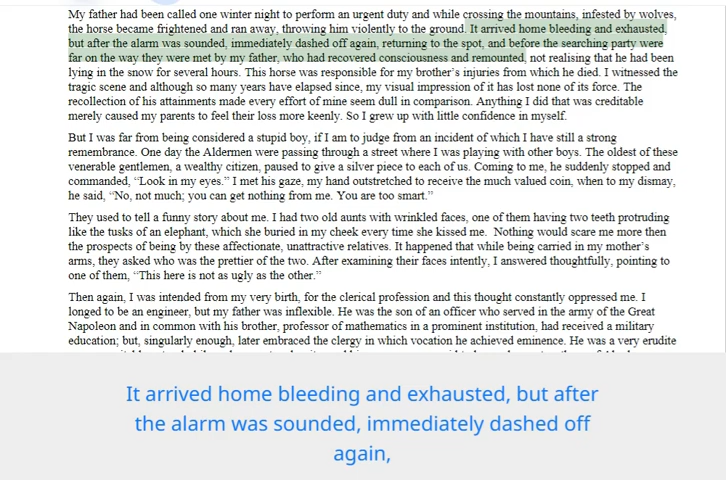 My father had been called one winter night to perform an urgent duty and while crossing the mountains, infested by wolves,
the horse became frightened and ran away, throwing him violently to the ground. It arrived home bleeding and exhausted,
but after the alarm was sounded, immediately dashed off again, returning to the spot, and before the searching party were
far on the way they were met by my father, who had recovered consciousness and remounted, not realising that he had been
lying in the snow for several hours. This horse was responsible for my brother's injuries from which he died. I witnessed the
tragic scene and although so many years have elapsed since, my visual impression of it has lost none of its force. The
recollection of his attainments made every effort of mine seem dull in comparison. Anything I did that was creditable
merely caused my parents to feel their loss more keenly. So I grew up with little confidence in myself.
But I was far from being considered a stupid boy, if I am to judge from an incident of which I have still a strong
remembrance. One day the Aldermen were passing through a street where I was playing with other boys. The oldest of these
venerable gentlemen, a wealthy citizen, paused to give a silver piece to each of us. Coming to me, he suddenly stopped and
commanded, “Look in my eyes.” I met his gaze, my hand outstretched to receive the much valued coin, when to my dismay,
he said, “No, not much; you can get nothing from me. You are too smart.”
They used to tell a funny story about me. I had two old aunts with wrinkled faces, one of them having two teeth protruding
like the tusks of an elephant, which she buried in my cheek every time she kissed me. Nothing would scare me more then
the prospects of being by these affectionate, unattractive relatives. It happened that while being carried in my mother's
arms, they asked who was the prettier of the two. After examining their faces intently, I answered thoughtfully, pointing to
one of them, “This here is not as ugly as the other.”
Then again, I was intended from my very birth, for the clerical profession and this thought constantly oppressed me. I
longed to be an engineer, but my father was inflexible. He was the son of an officer who served in the army of the Great
Napoleon and in common with his brother, professor of mathematics in a prominent institution, had received a military
education; but, singularly enough, later embraced the clergy in which vocation he achieved eminence. He was a very erudite
It arrived home bleeding and exhausted, but after
the alarm was sounded, immediately dashed off
again,